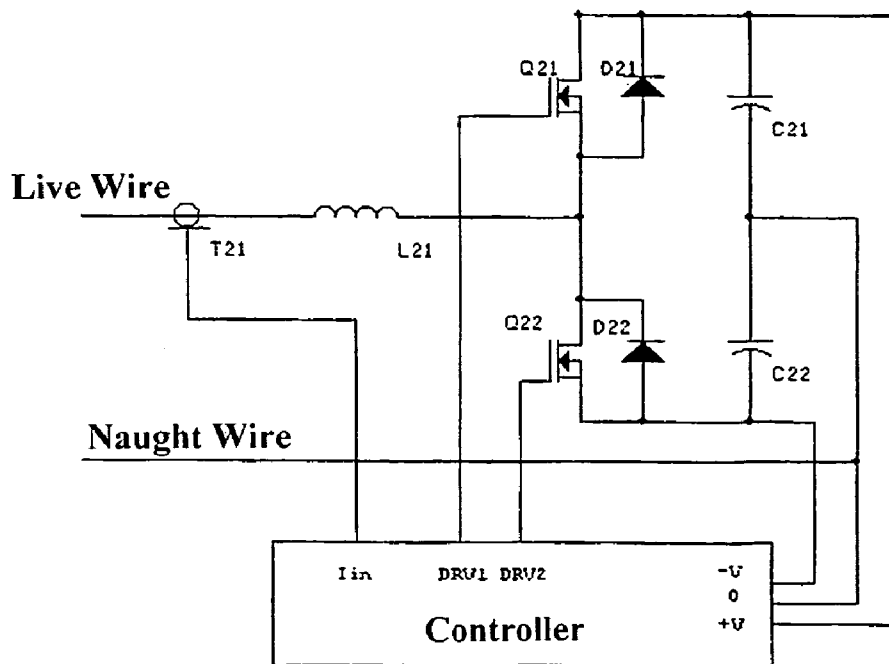 Q21
D21
C21
Live Wire
T21
L21
Q22
D22
C22
Naught Wire
Iin
DRV1
DRV2
-V
0
+V
Controller